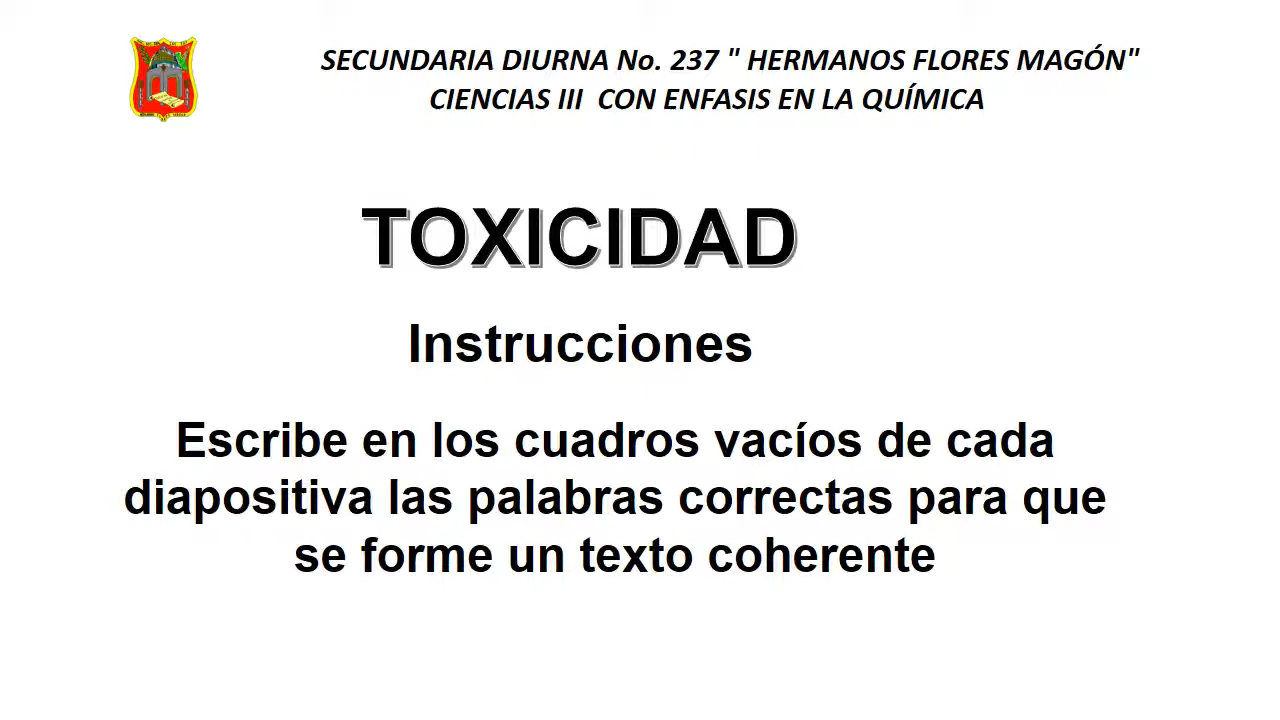 SECUNDARIA DIURNA No. 237 " HERMANOS FLORES MAGÓN"
CIENCIAS III CON ENFASIS EN LA QUÍMICA
TOXICIDAD
Instrucciones
Escribe en los cuadros vacíos de cada
diapositiva las palabras correctas para que
se forme un texto coherente